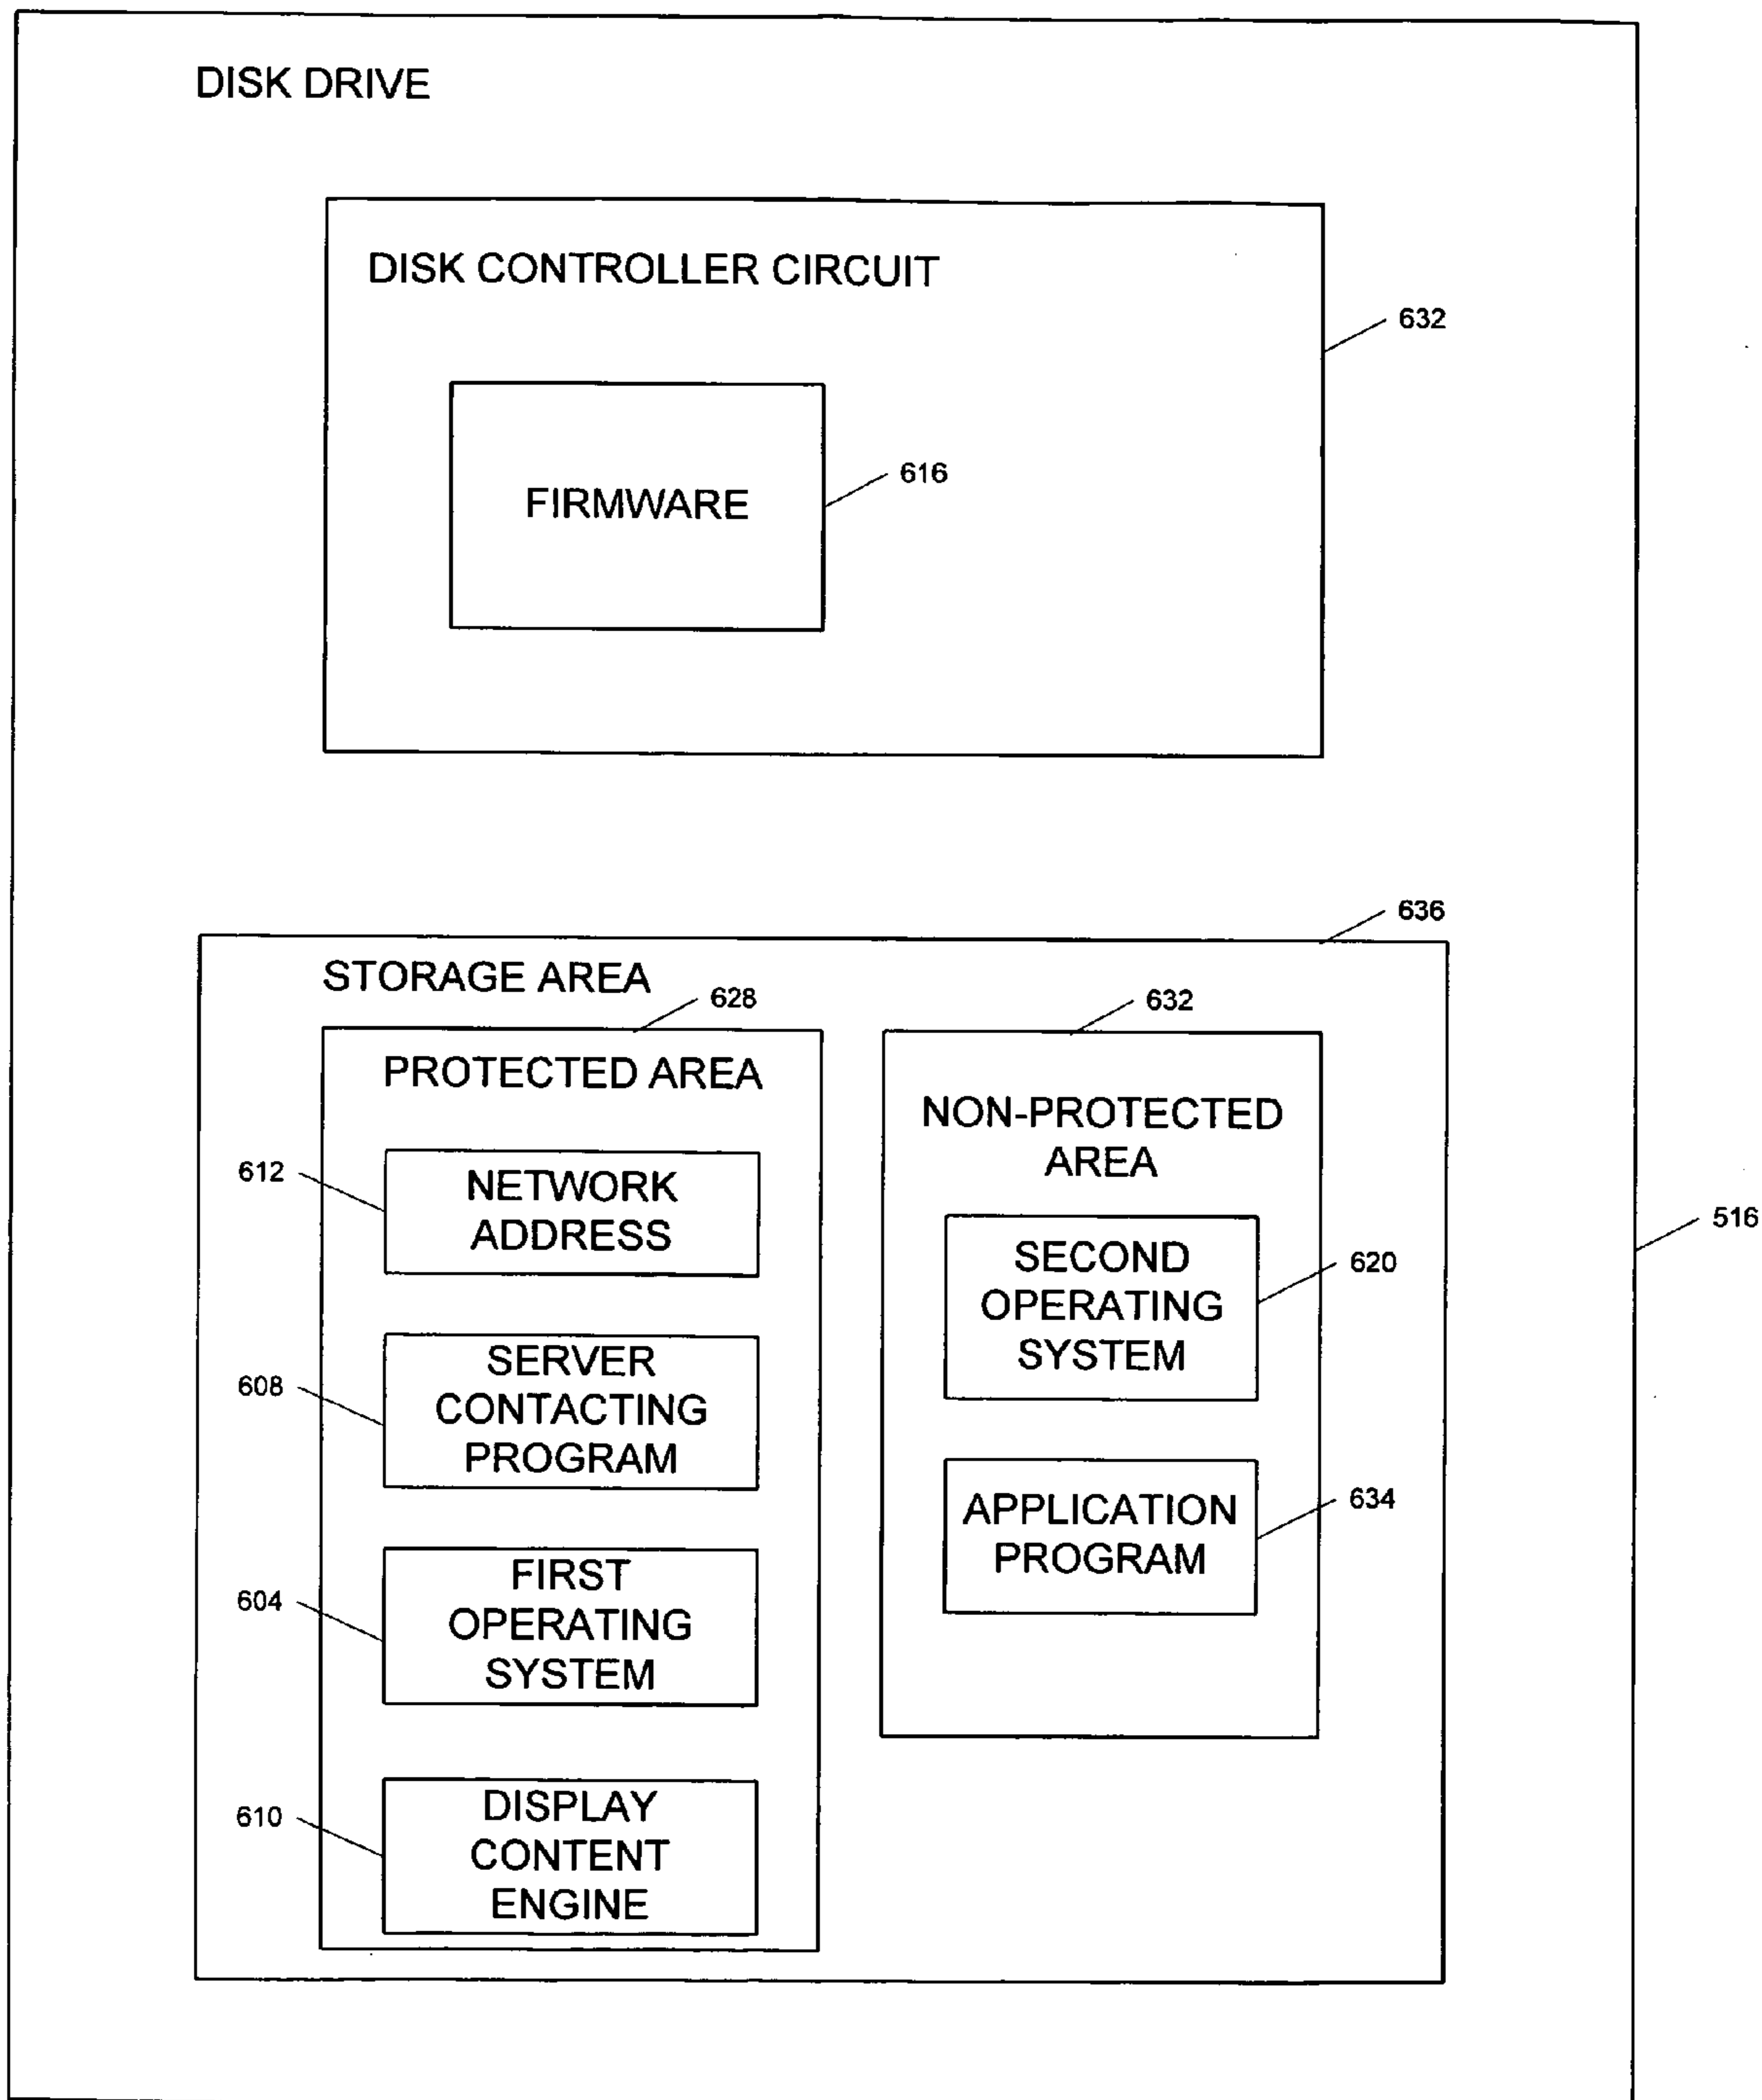 DISK DRIVE
DISK CONTROLLER CIRCUIT
632
FIRMWARE
616
636
STORAGE AREA
628
632
PROTECTED AREA
NON-PROTECTED
AREA
612
NETWORK
ADDRESS
516
SECOND
OPERATING
SYSTEM
620
608
SERVER
CONTACTING
PROGRAM
APPLICATION
PROGRAM
634
604
FIRST
OPERATING
SYSTEM
610
DISPLAY
CONTENT
ENGINE